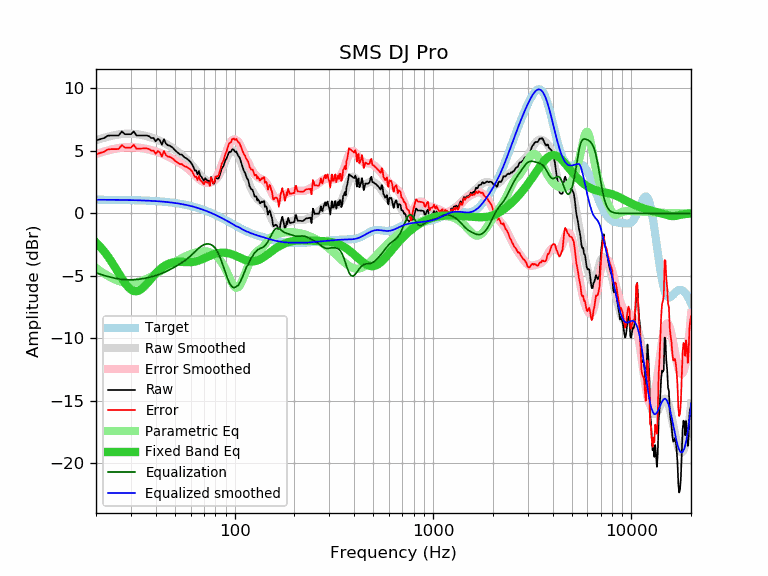 SMS DJ Pro
Amplitude (dBr)
10
5
0
−5
−10
−15
−20
Target
Raw Smoothed
Error Smoothed
Raw
Error
Parametric Eq
Fixed Band Eq
Equalization
Equalized smoothed
100 1000 10000
Frequency (Hz)